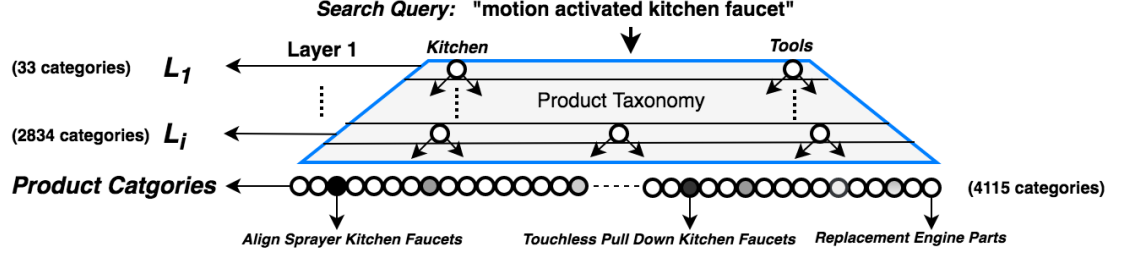 Search Query: "motion activated kitchen faucet"
Layer 1
Kitchen
Tools
(33 categories) L1
Product Taxonomy
(2834 categories) Li
Product Catgories
(4115 categories)
Align Sprayer Kitchen Faucets
Touchless Pull Down Kitchen Faucets
Replacement Engine Parts